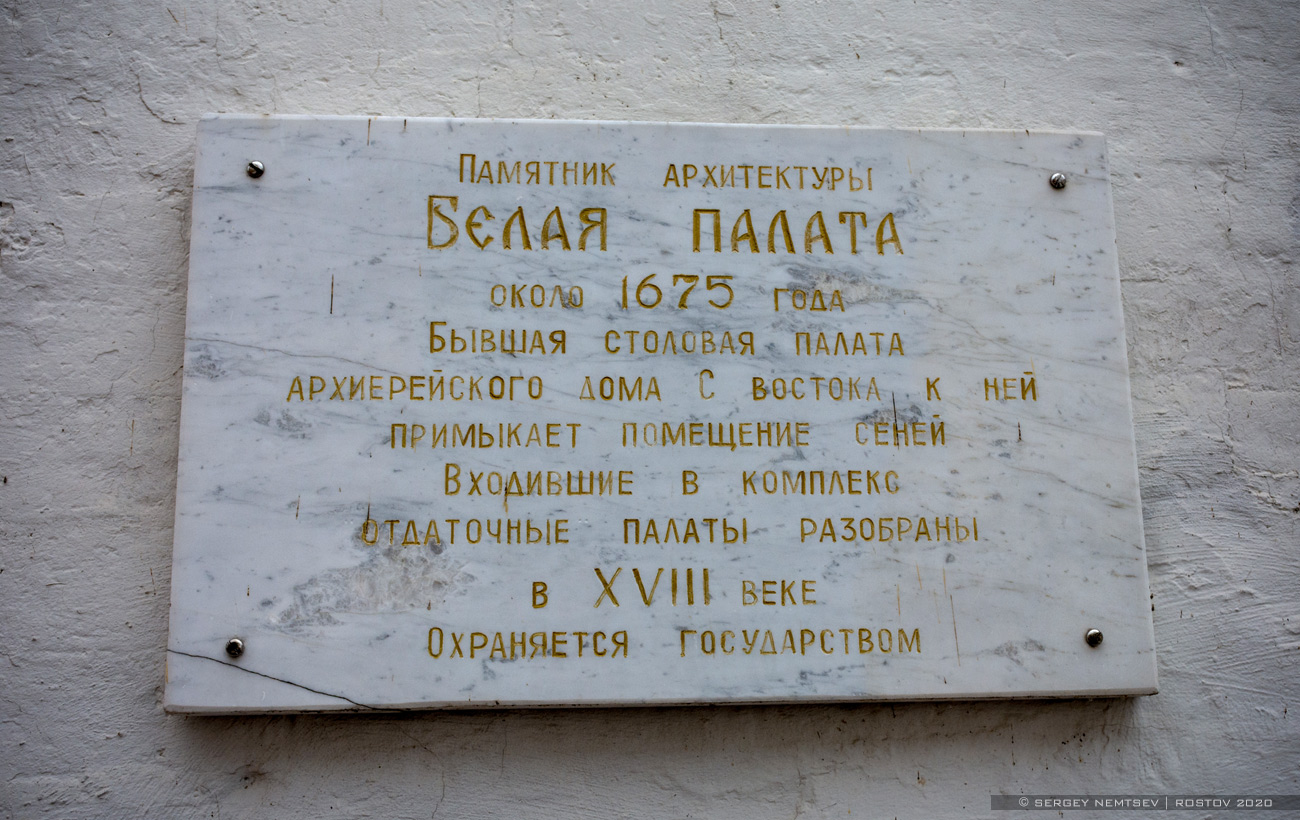 Памятник архитектуры
Белая палата
около 1675 года
Бывшая столовая палата
архиерейского дома С востока к ней
примыкает помещение сеней
Входившие в комплекс
отдаточные палаты разобраны
в XVIII веке
Охраняется государством
© SERGEY NEMTSEV | ROSTOV 2020